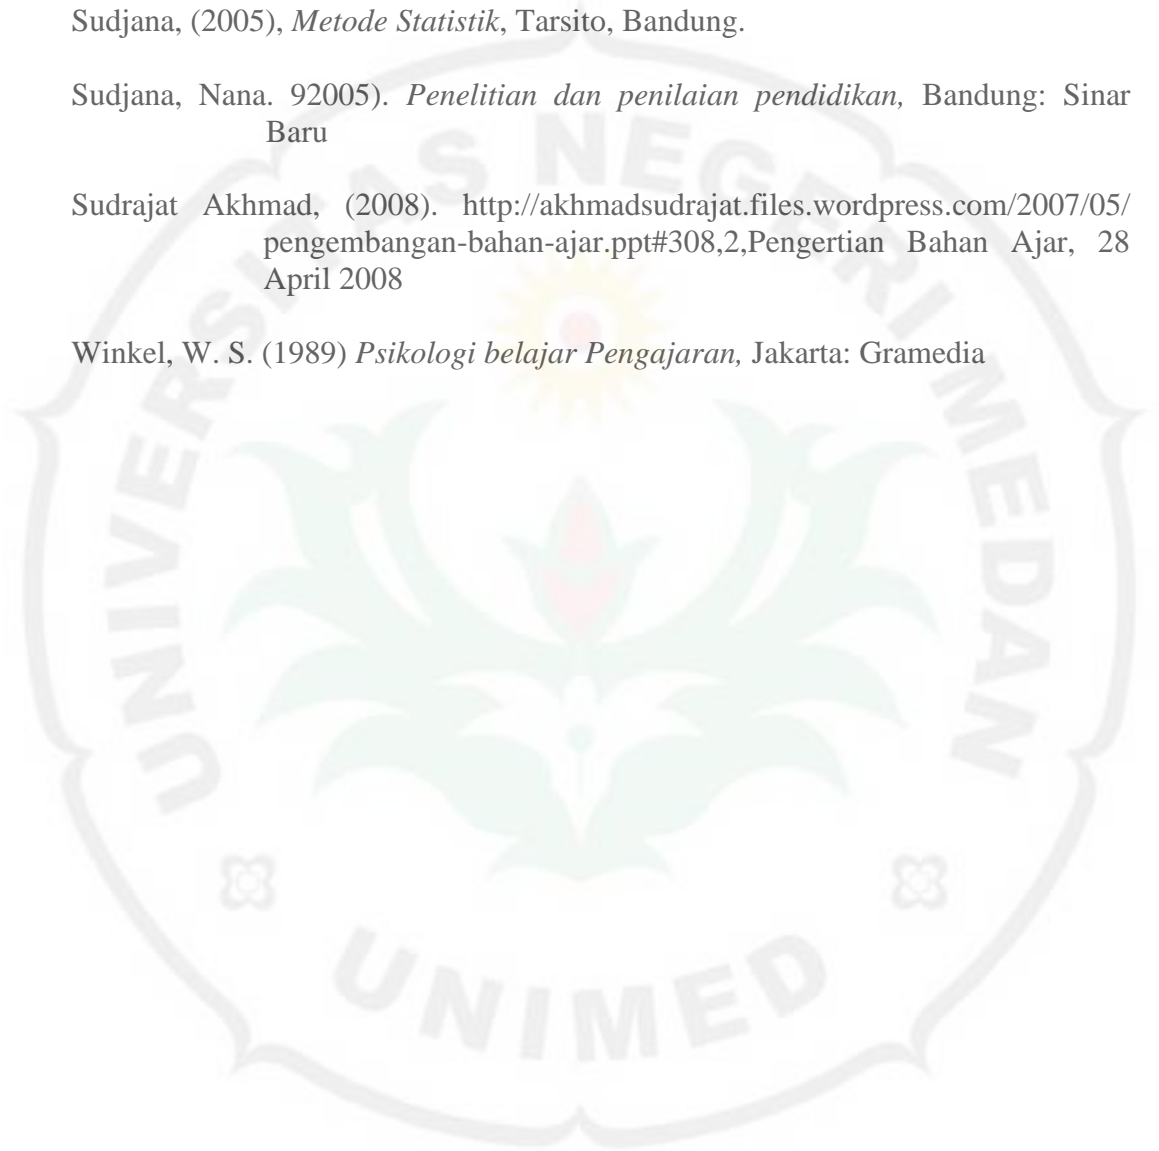 Sudjana, (2005), Metode Statistik, Tarsito, Bandung.
Sudjana, Nana. 92005). Penelitian dan penilaian pendidikan, Bandung: Sinar
Baru
Sudrajat Akhmad, (2008). http://akhmadsudrajat.files.wordpress.com/2007/05/
pengembangan-bahan-ajar.ppt#308,2,Pengertian Bahan Ajar, 28
April 2008
Winkel, W. S. (1989) Psikologi belajar Pengajaran, Jakarta: Gramedia
UNIVERSITAS NEGERI MEDAN
UNIMED